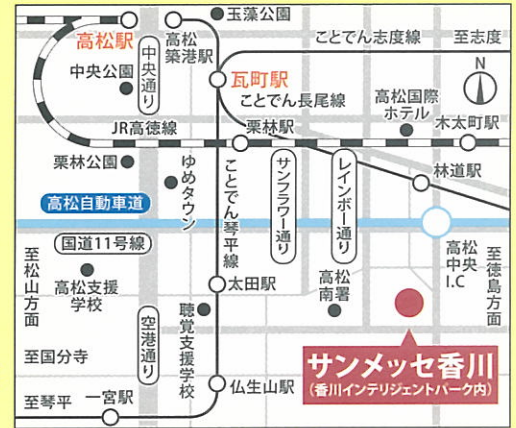 玉藻公園
高松駅
高松
築港駅
ことでん志度線
至志度
中央通り
中央公園
瓦町駅
ことでん長尾線
N
高松国際
ホテル
JR高徳線
栗林駅
木太町駅
栗林公園
ゆめタウン
ことでん琴平線
サンフラワー通り
レインボー通り
林道駅
高松自動車道
国道11号線
至松山方面
高松支援
学校
太田駅
高松
南署
高松
中央
I.C
至徳島方面
空港通り
聴覚支援学校
至国分寺
サンメッセ香川
(香川インテリジェントパーク内)
仏生山駅
至琴平
一宮駅